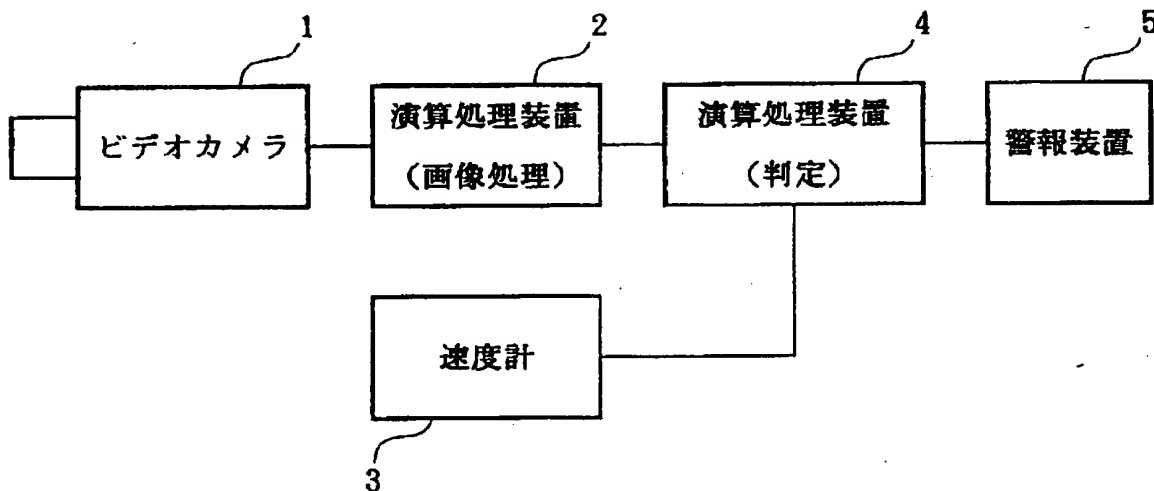 1
2
4
5
ビデオカメラ
演算処理装置
(画像処理)
演算処理装置
(判定)
警報装置
速度計
3